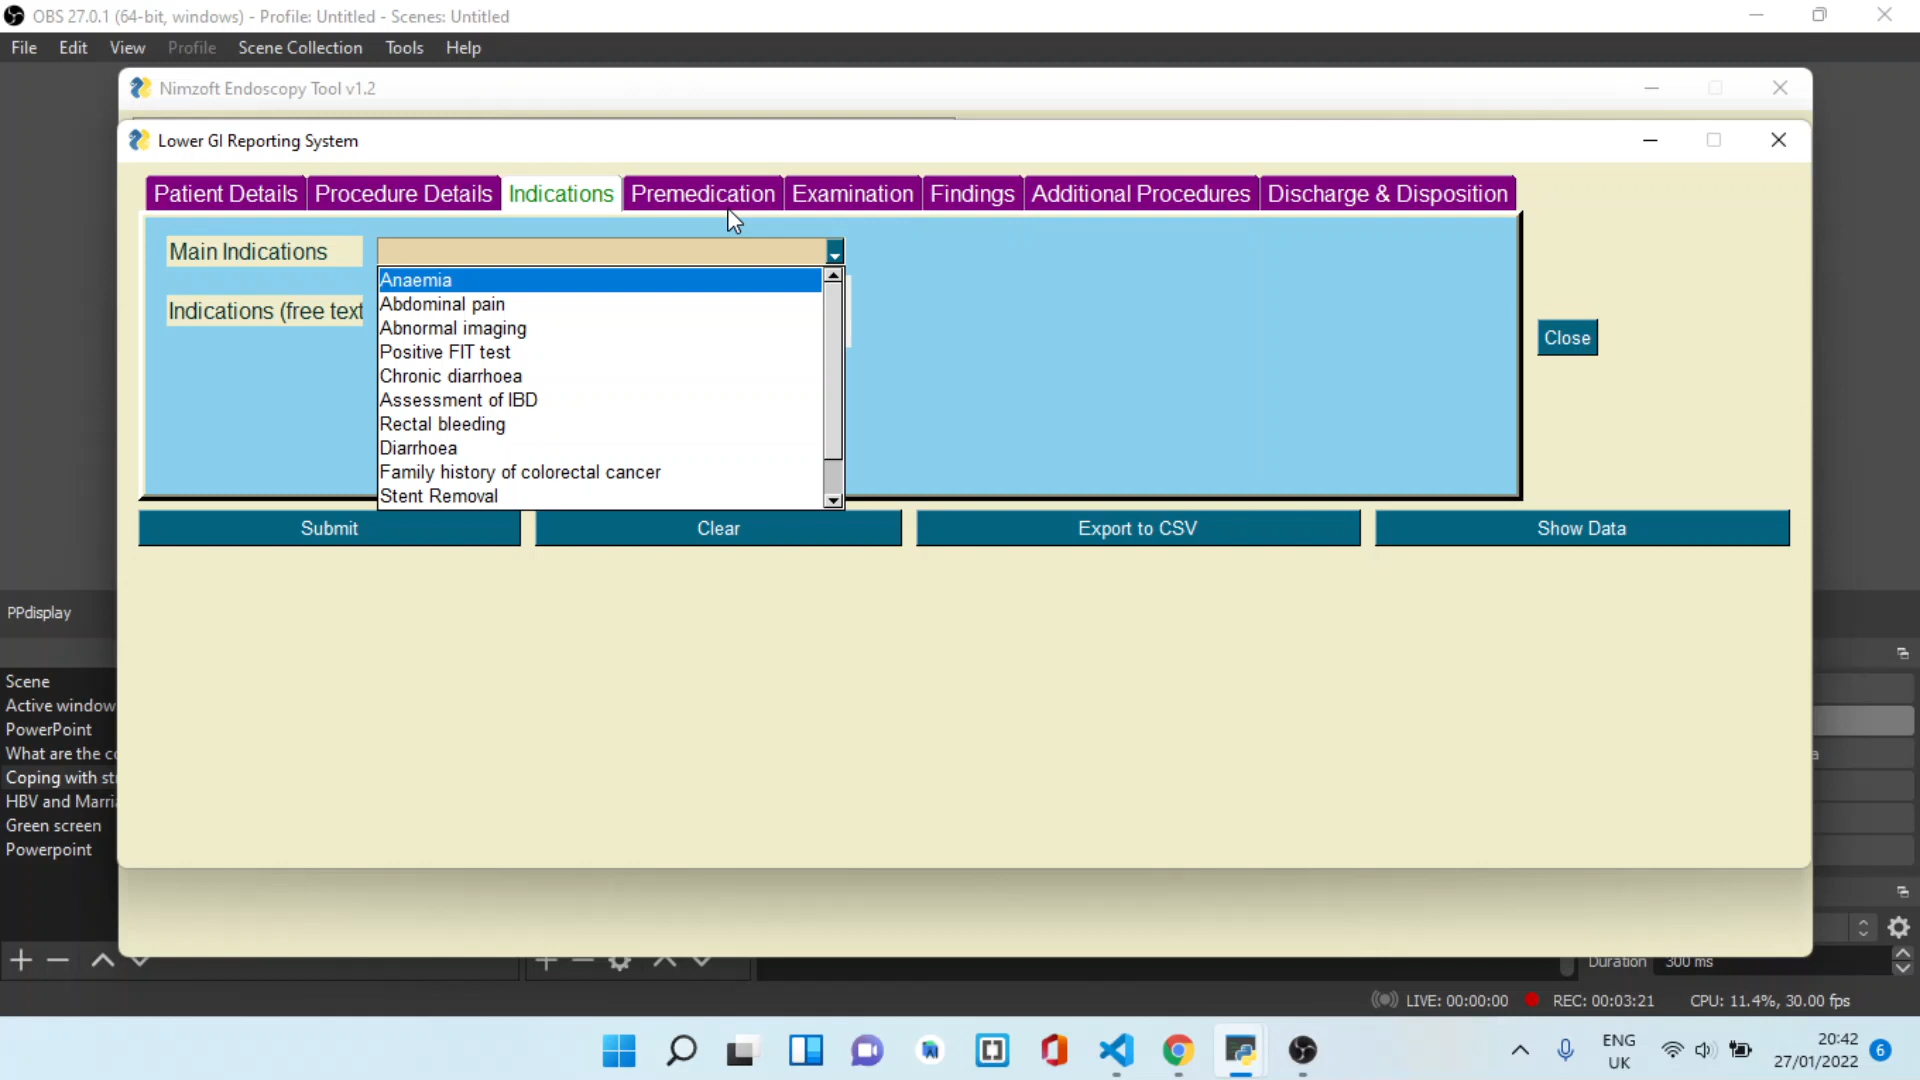 OBS 27.0.1 (64-bit, windows) - Profile: Untitled - Scenes: Untitled
File Edit View Profile Scene Collection Tools Help
Nimzoft Endoscopy Tool v1.2
Lower GI Reporting System
Patient Details Procedure Details Indications Premedication Examination Findings Additional Procedures Discharge & Disposition
Main Indications
Anaemia
Indications (free text
Abdominal pain
Abnormal imaging
Positive FIT test
Chronic diarrhoea
Assessment of IBD
Rectal bleeding
Diarrhoea
Family history of colorectal cancer
Stent Removal
Close
Submit Clear Export to CSV Show Data
PPdisplay
Scene
Active window
PowerPoint
What are the
Coping with
HBV and
Green screen
Powerpoint
Duration 300 ms
LIVE: 00:00:00 REC: 00:03:21 CPU: 11.4%, 30.00 fps
ENG
UK
20:42
27/01/2022
6